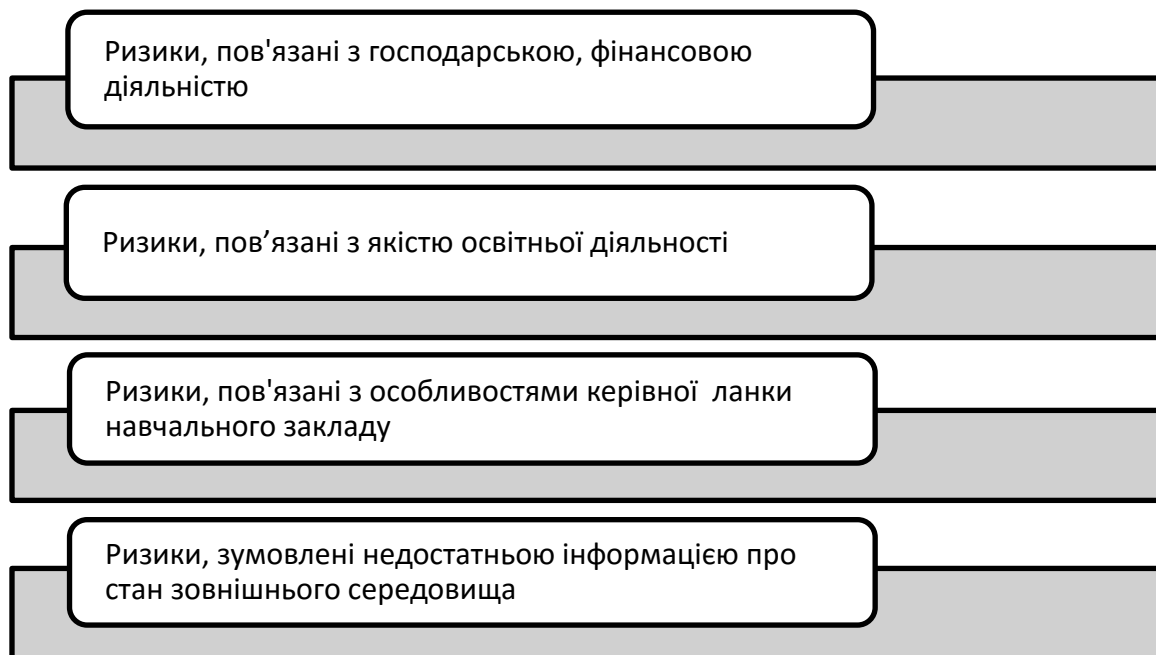 Ризики, пов'язані з господарською, фінансовою
діяльністю
Ризики, пов’язані з якістю освітньої діяльності
Ризики, пов'язані з особливостями керівної  ланки
навчального закладу
Ризики, зумовлені недостатньою інформацією про
стан зовнішнього середовища